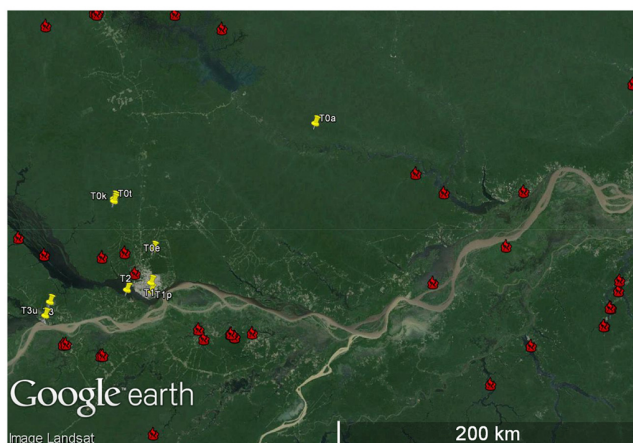 T0a
T0k T0t
T0e
T2
T1 T1p
T3u T3
Google earth
200 km
Image Landsat